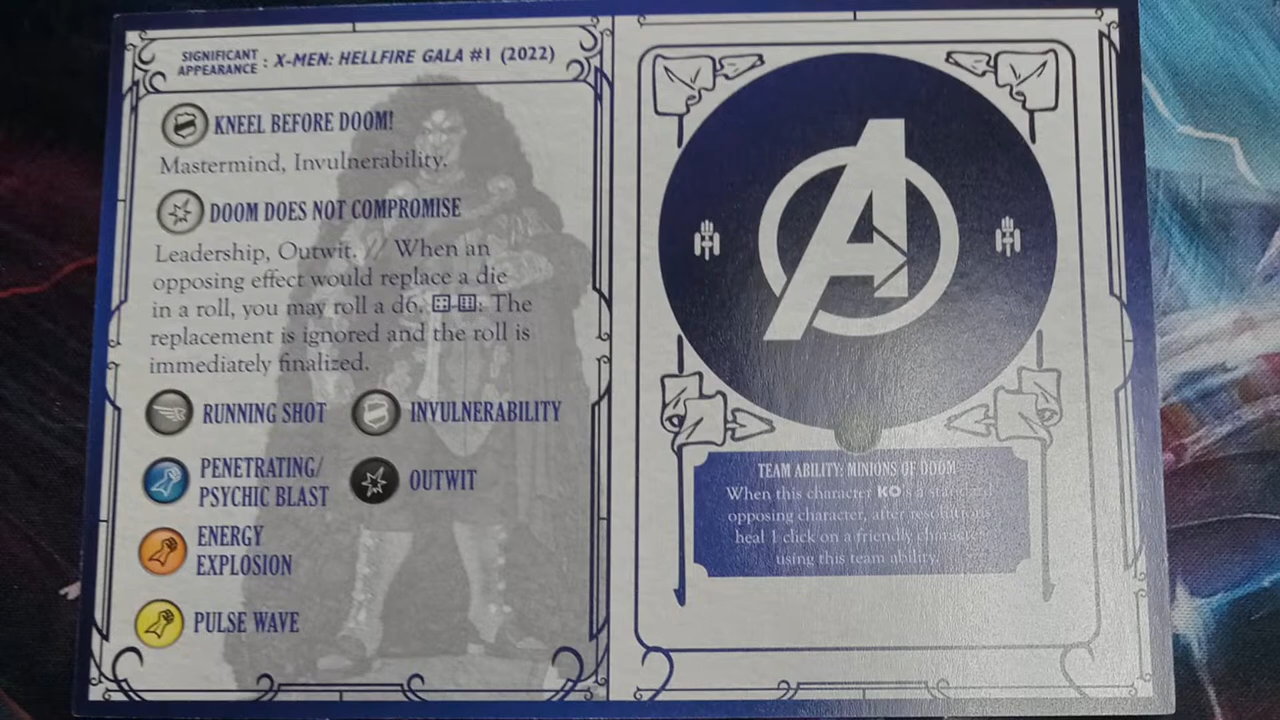 SIGNIFICANT APPEARANCE : X-MEN: HELLFIRE GALA #1 (2022)
KNEEL BEFORE DOOM!
Mastermind, Invulnerability.
DOOM DOES NOT COMPROMISE
Leadership, Outwit. // When an
opposing effect would replace a die
in a roll, you may roll a d6. ⚄-⚅: The
replacement is ignored and the roll is
immediately finalized.
RUNNING SHOT
INVULNERABILITY
PENETRATING/
PSYCHIC BLAST
OUTWIT
ENERGY
EXPLOSION
PULSE WAVE
TEAM ABILITY: MINIONS OF DOOM
When this character KO's a standard
opposing character, after resolutions
heal 1 click on a friendly character
using this team ability.